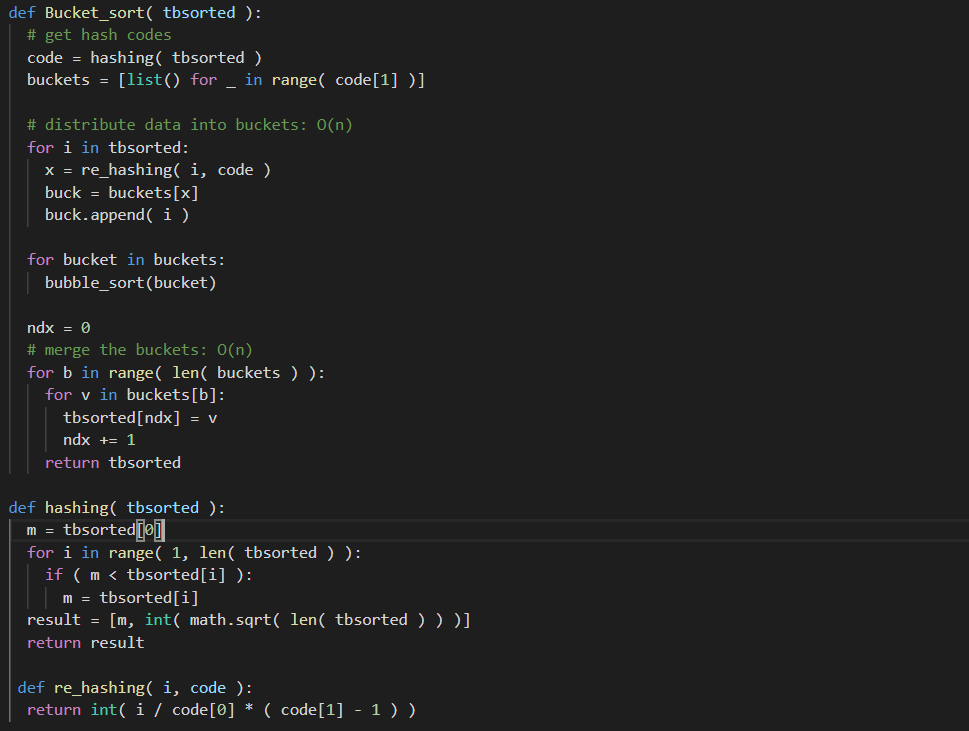 def Bucket_sort( tbsorted ):
  # get hash codes
  code = hashing( tbsorted )
  buckets = [list() for _ in range( code[1] )]

  # distribute data into buckets: O(n)
  for i in tbsorted:
    x = re_hashing( i, code )
    buck = buckets[x]
    buck.append( i )

  for bucket in buckets:
    bubble_sort(bucket)

  ndx = 0
  # merge the buckets: O(n)
  for b in range( len( buckets ) ):
    for v in buckets[b]:
      tbsorted[ndx] = v
      ndx += 1
    return tbsorted

def hashing( tbsorted ):
  m = tbsorted[0]
  for i in range( 1, len( tbsorted ) ):
    if ( m < tbsorted[i] ):
      m = tbsorted[i]
  result = [m, int( math.sqrt( len( tbsorted ) ) )]
  return result

 def re_hashing( i, code ):
  return int( i / code[0] * ( code[1] - 1 ) )